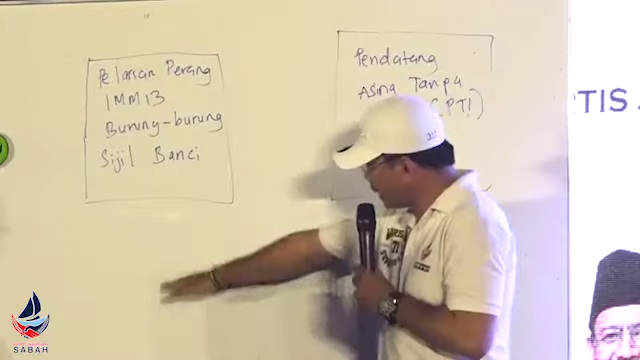 Pelarian Perang
IMM13
Burung-burung
Sijil Banci
Pendatang
Asing Tanpa
(PTI)
TIS
SABAH